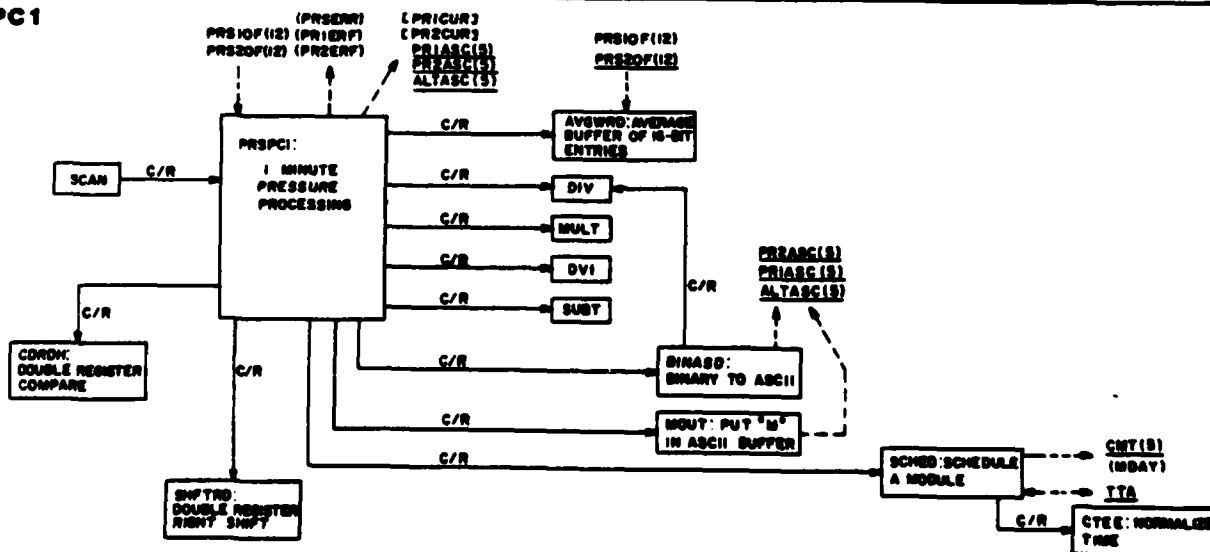 PC1
(PRSERR)
PRS1OF(12) (PR1ERF)
PRS2OF(12) (PR2ERF)
[PR1CUR]
[PR2CUR]
PR1ASC(5)
PR2ASC(5)
ALTASC(5)
PRS1OF(12)
PRS2OF(12)
SCAN
C/R
PRSPC1:
1 MINUTE
PRESSURE
PROCESSING
C/R
AVGWRD: AVERAGE
BUFFER OF 16-BIT
ENTRIES
C/R
DIV
C/R
MULT
C/R
DVI
C/R
SUBT
C/R
PR2ASC(5)
PR1ASC(5)
ALTASC(5)
C/R
CDRDH:
DOUBLE REGISTER
COMPARE
C/R
SHFTRD:
DOUBLE REGISTER
RIGHT SHIFT
C/R
BINASD:
BINARY TO ASCII
C/R
MOUT: PUT "M"
IN ASCII BUFFER
C/R
SCHED: SCHEDULE
A MODULE
CMT(5)
(MDAY)
TTA
C/R
CTEE: NORMALIZE
TIME